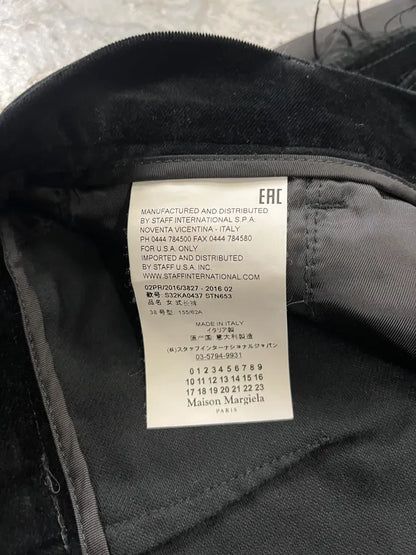 EAC
MANUFACTURED AND DISTRIBUTED
BY STAFF INTERNATIONAL S.P.A.
NOVENTA VICENTINA - ITALY
PH 0444 784500 FAX 0444 784580
FOR U.S.A. ONLY
IMPORTED AND DISTRIBUTED
BY STAFF U.S.A. INC.
WWW.STAFFINTERNATIONAL.COM
02PR/2016/3827 - 2016 02
款号: S32KA0437 STN653
品名: 女式长裤
38 号型: 155/62A
MADE IN ITALY
イタリア製
原产国: 意大利制造
(株)スタッフインターナショナルジャパン
03-5794-9931
0 1 2 3 4 5 6 7 8 9
10 11 12 13 14 15 16
17 18 19 20 21 22 23
Maison Margiela
PARIS